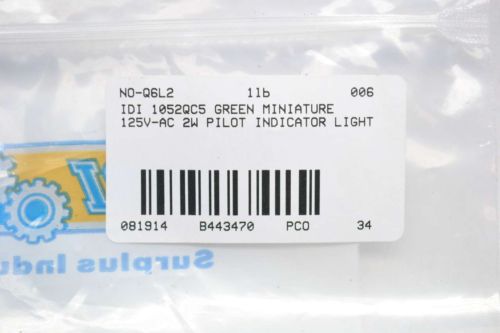 NO-Q6L2 11b 006
IDI 1052QC5 GREEN MINIATURE
125V-AC 2W PILOT INDICATOR LIGHT
081914 B443470 PCO 34
Surplus Indu